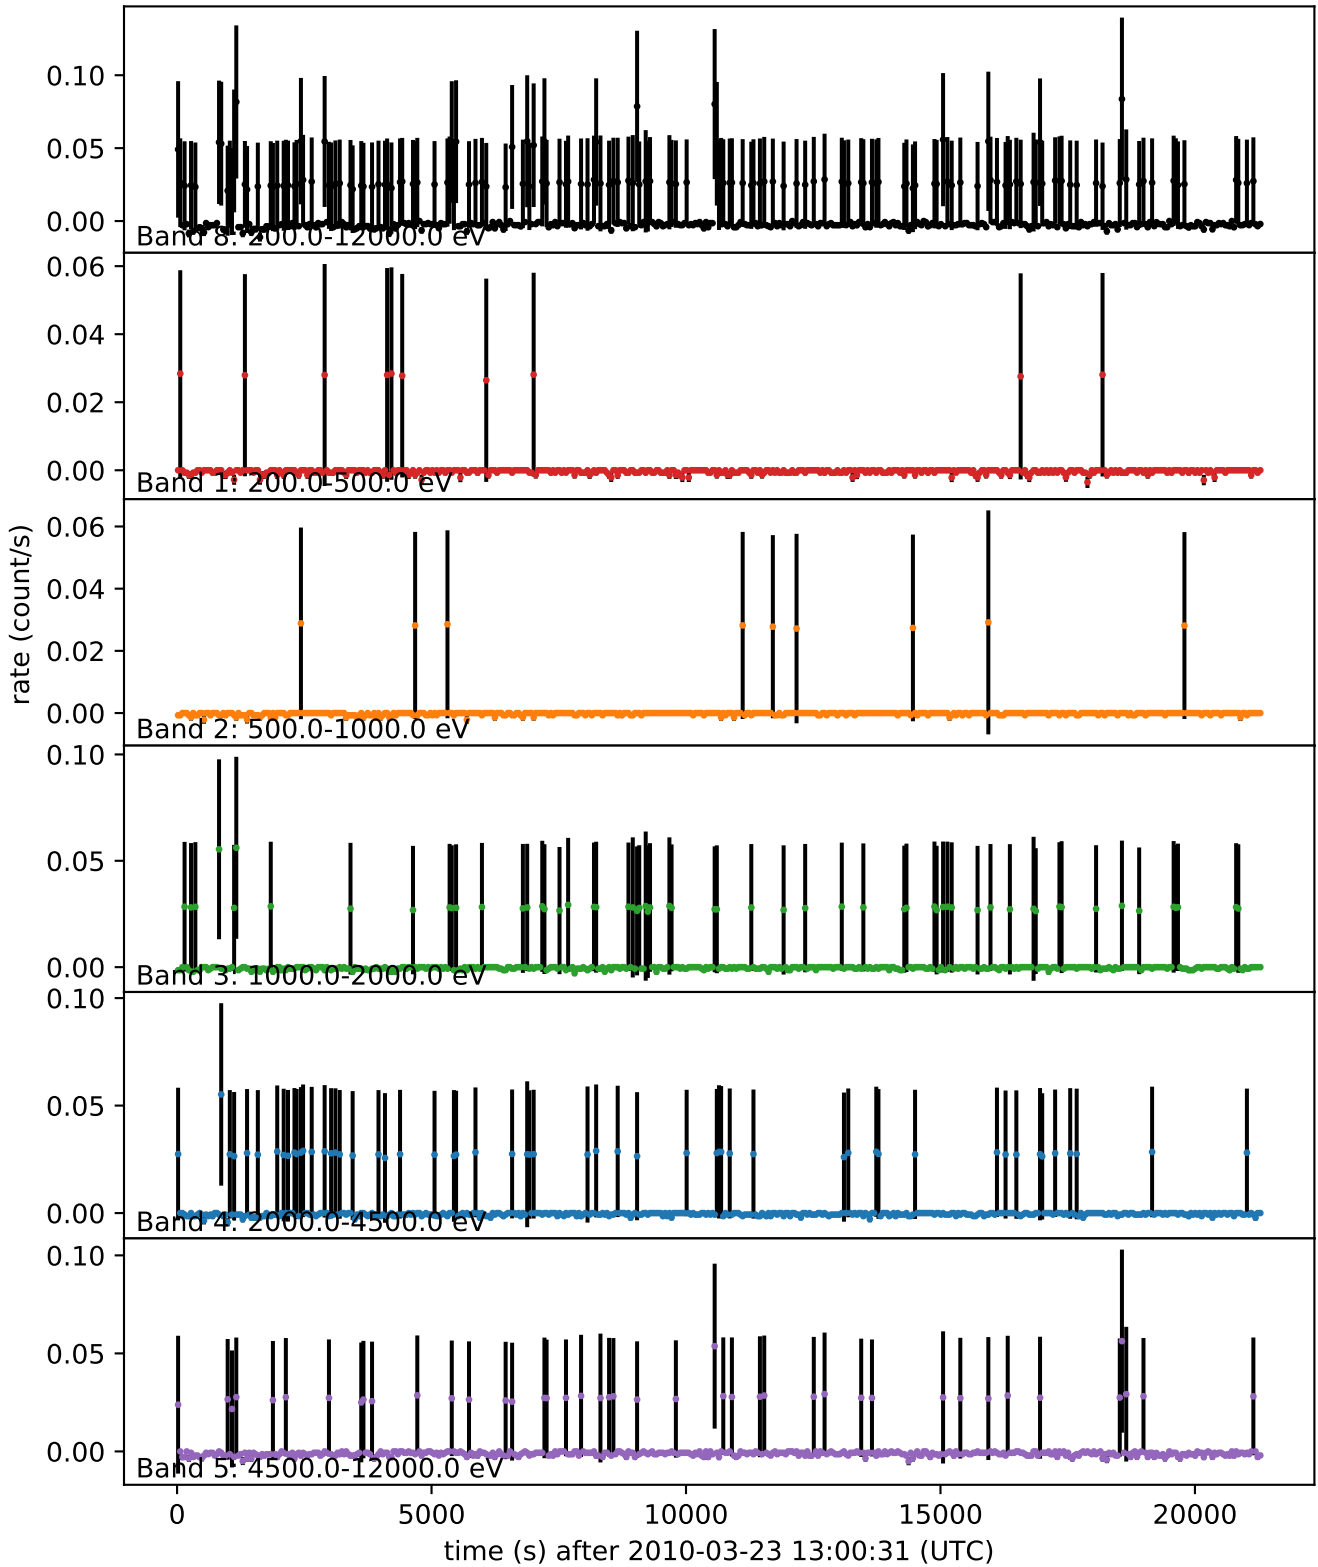 0.10
0.05
0.00
Band 8: 200.0-12000.0 eV
0.06
0.04
0.02
0.00
Band 1: 200.0-500.0 eV
0.06
0.04
0.02
0.00
Band 2: 500.0-1000.0 eV
rate (count/s)
0.10
0.05
0.00
Band 3: 1000.0-2000.0 eV
0.10
0.05
0.00
Band 4: 2000.0-4500.0 eV
0.10
0.05
0.00
Band 5: 4500.0-12000.0 eV
0 5000 10000 15000 20000
time (s) after 2010-03-23 13:00:31 (UTC)